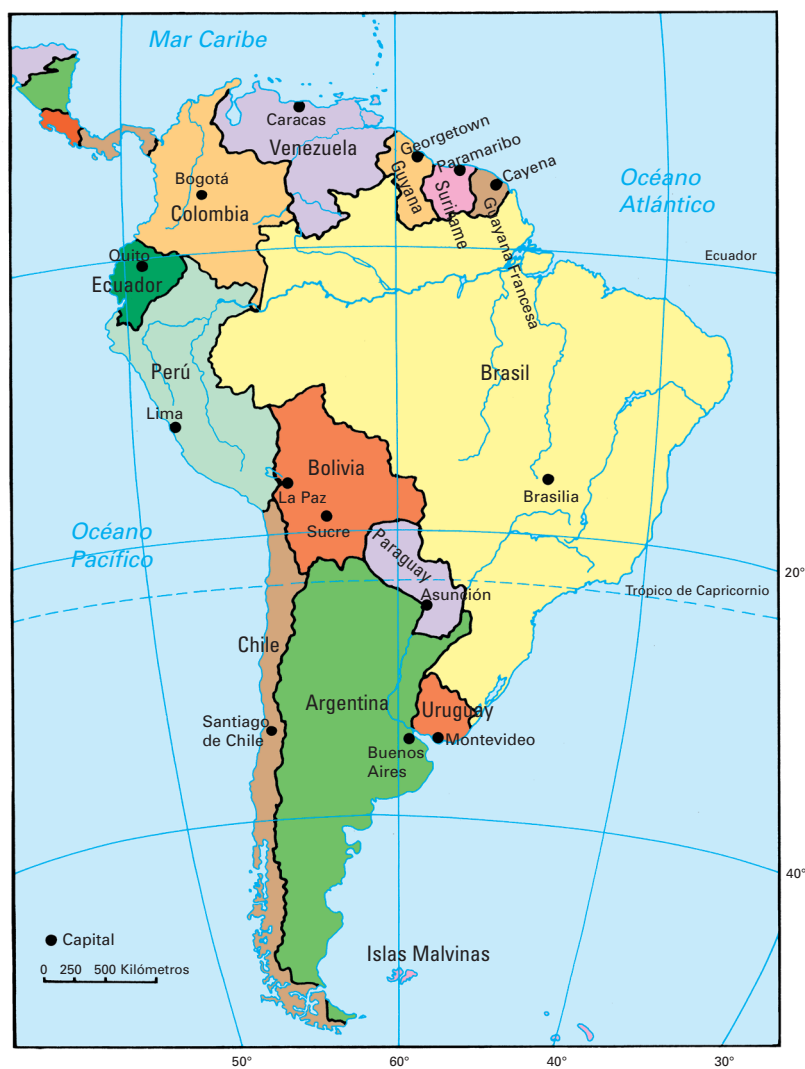 Mar Caribe
Caracas
Venezuela
Georgetown
Paramaribo
Cayena
Guyana
Suriname
Guayana Francesa
Océano
Atlántico
Bogotá
Colombia
Quito
Ecuador
Ecuador
Perú
Brasil
Lima
Bolivia
La Paz
Sucre
Brasilia
Océano
Pacífico
Paraguay
20°
Trópico de Capricornio
Asunción
Chile
Argentina
Uruguay
Santiago
de Chile
Montevideo
Buenos
Aires
40°
Capital
0 250 500 Kilómetros
Islas Malvinas
50° 60° 40° 30°